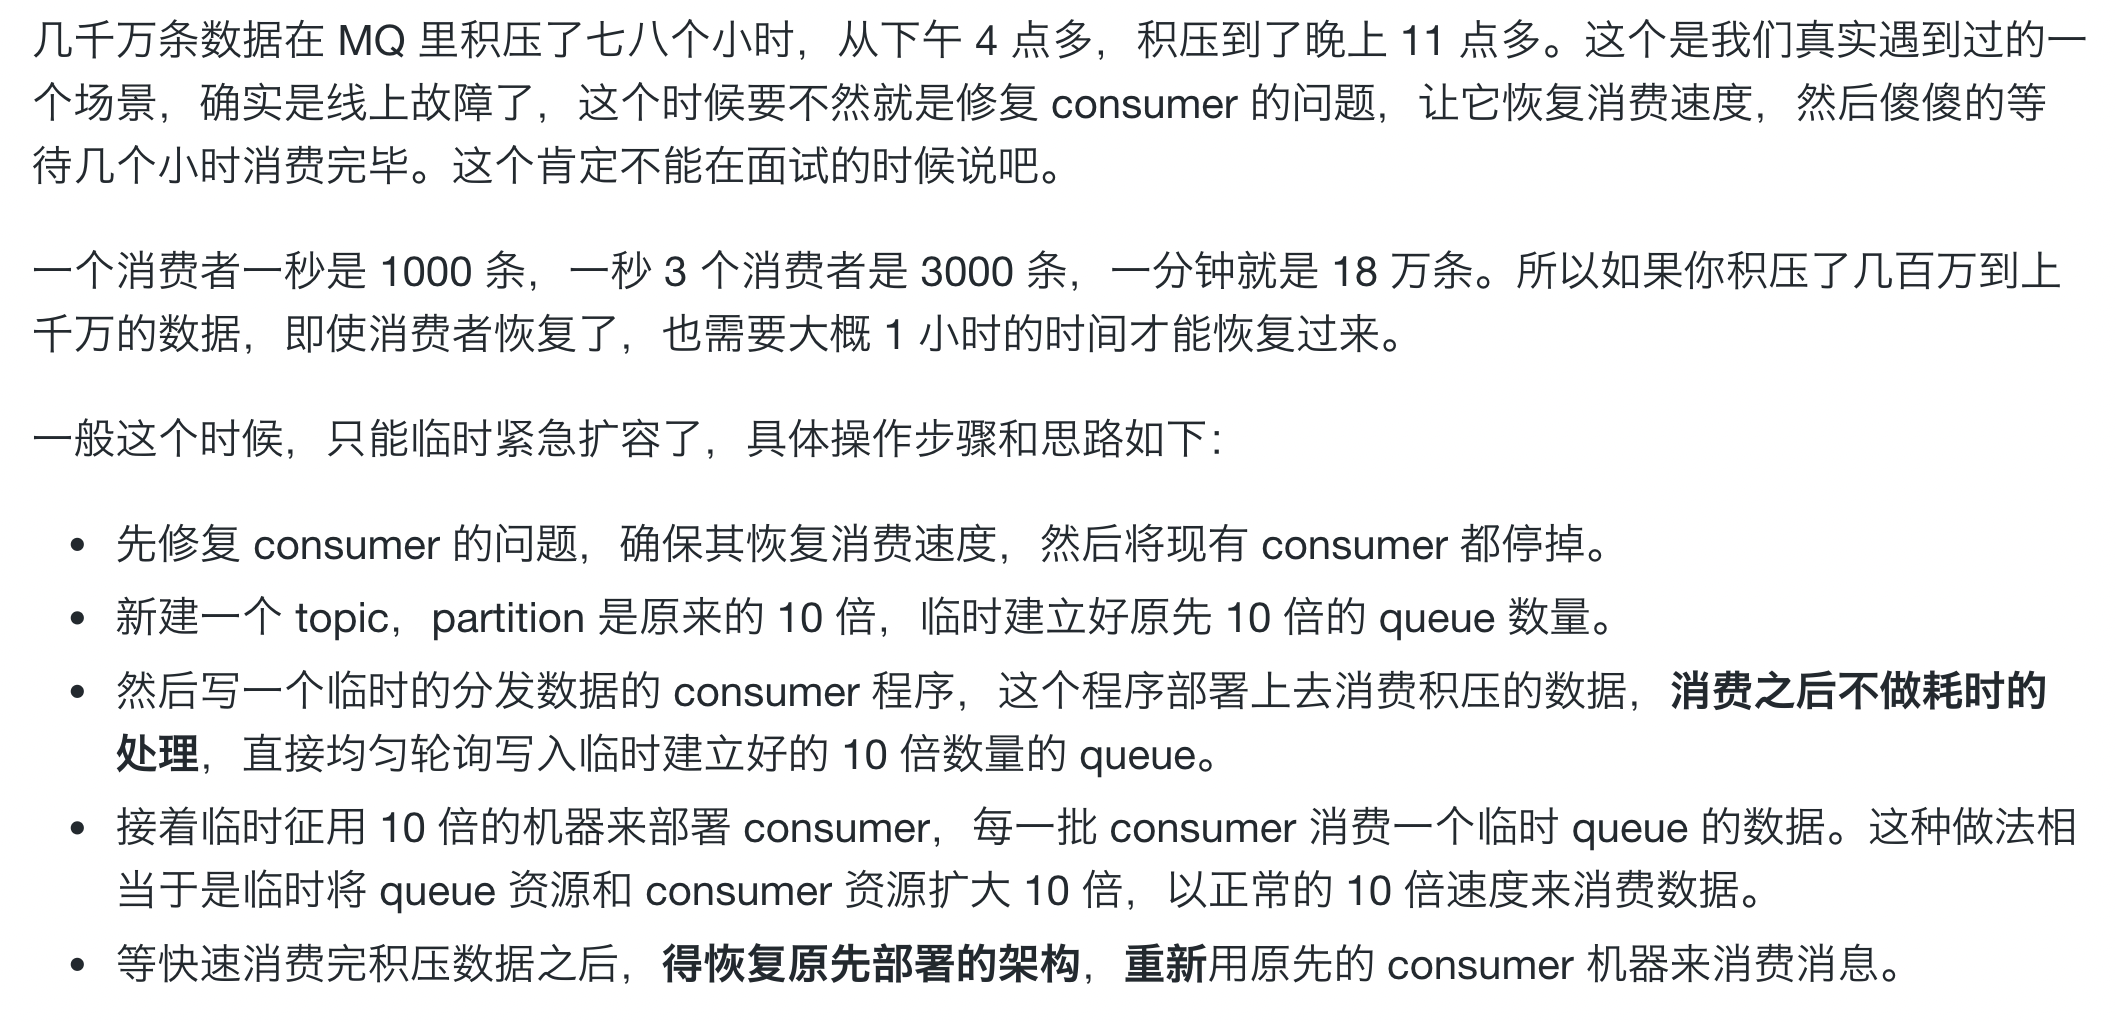 几千万条数据在 MQ 里积压了七八个小时，从下午 4 点多，积压到了晚上 11 点多。这个是我们真实遇到过的一
个场景，确实是线上故障了，这个时候要不然就是修复 consumer 的问题，让它恢复消费速度，然后傻傻的等
待几个小时消费完毕。这个肯定不能在面试的时候说吧。
一个消费者一秒是 1000 条，一秒 3 个消费者是 3000 条，一分钟就是 18 万条。所以如果你积压了几百万到上
千万的数据，即使消费者恢复了，也需要大概 1 小时的时间才能恢复过来。
一般这个时候，只能临时紧急扩容了，具体操作步骤和思路如下：
• 先修复 consumer 的问题，确保其恢复消费速度，然后将现有 consumer 都停掉。
• 新建一个 topic，partition 是原来的 10 倍，临时建立好原先 10 倍的 queue 数量。
• 然后写一个临时的分发数据的 consumer 程序，这个程序部署上去消费积压的数据，消费之后不做耗时的
处理，直接均匀轮询写入临时建立好的 10 倍数量的 queue。
• 接着临时征用 10 倍的机器来部署 consumer，每一批 consumer 消费一个临时 queue 的数据。这种做法相
当于是临时将 queue 资源和 consumer 资源扩大 10 倍，以正常的 10 倍速度来消费数据。
• 等快速消费完积压数据之后，得恢复原先部署的架构，重新用原先的 consumer 机器来消费消息。